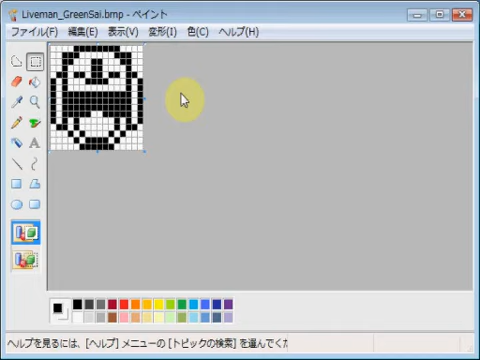 Liveman_GreenSai.bmp - ペイント
ファイル(F) 編集(E) 表示(V) 変形(I) 色(C) ヘルプ(H)
A
ヘルプを見るには、[ヘルプ] メニューの [トピックの検索] を選んでくだ